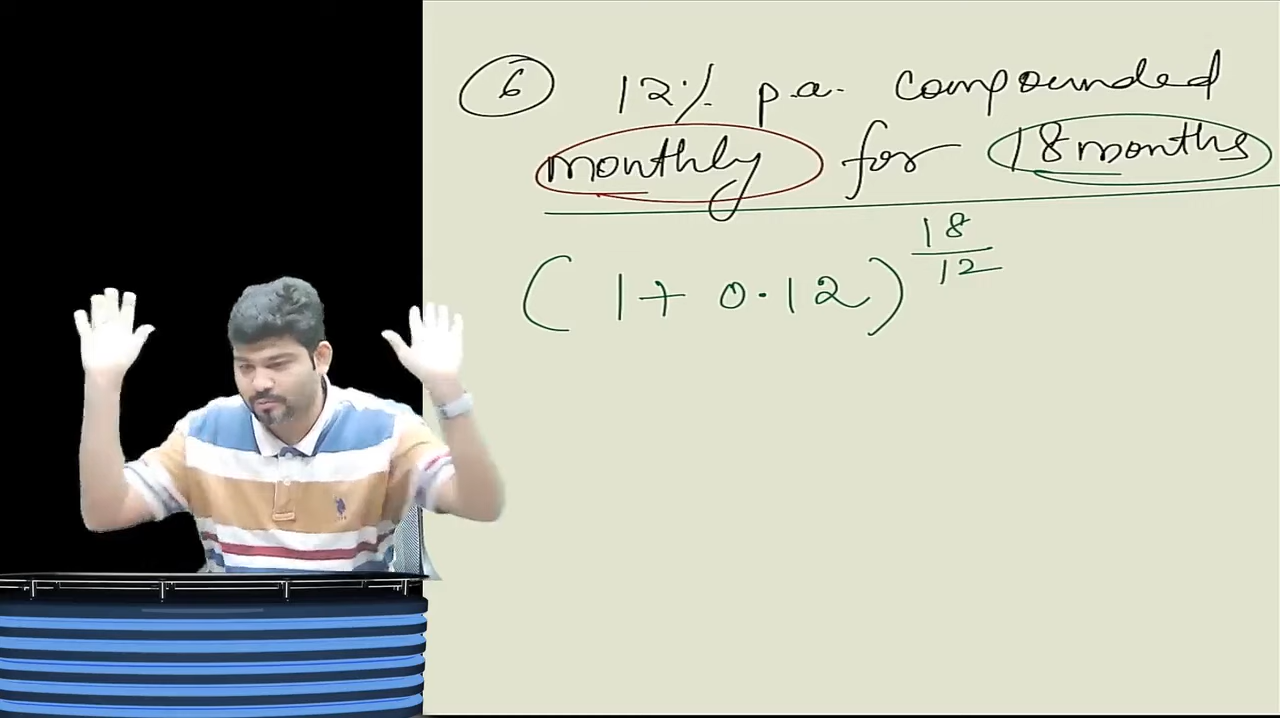 6 12% p.a. compounded
monthly for 18 months
(1 + 0.12)^18/12